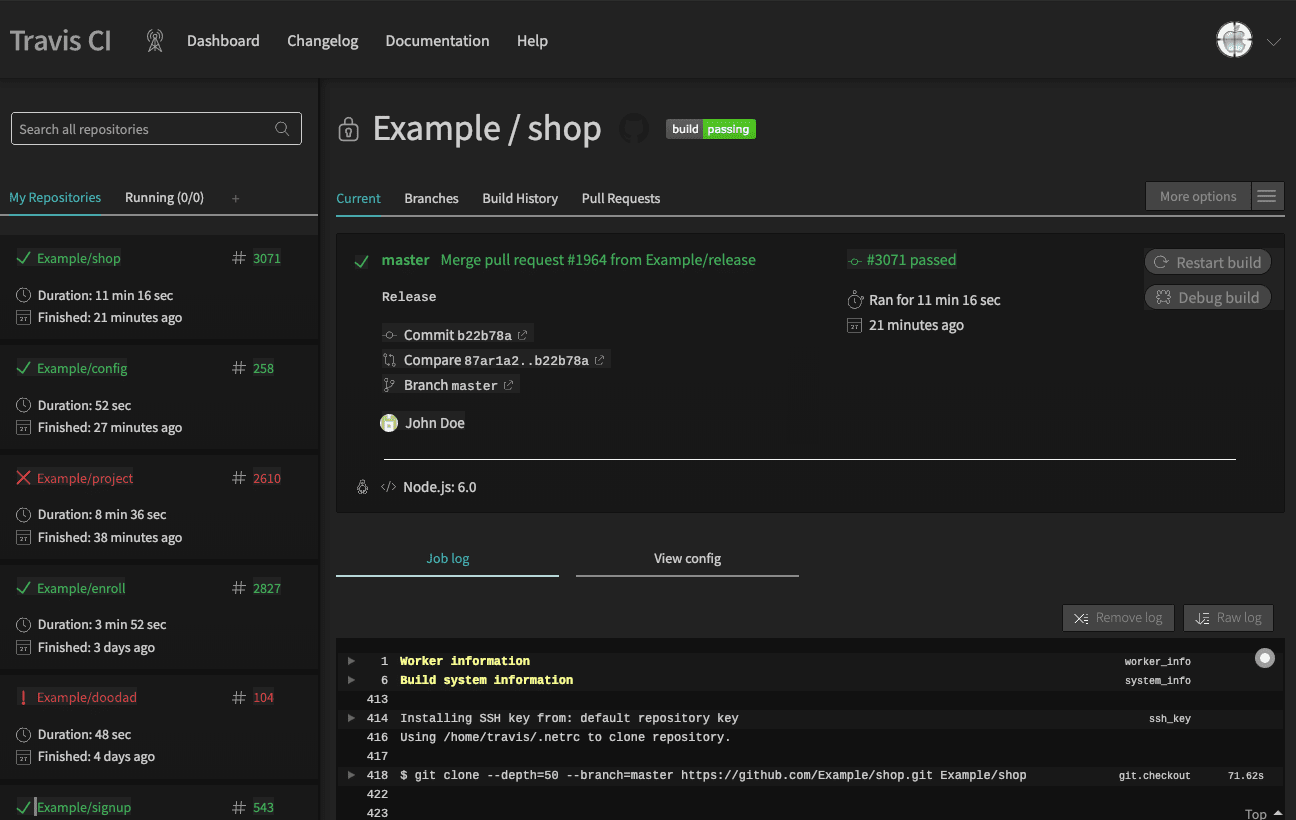 Travis CI
Dashboard
Changelog
Documentation
Help
Search all repositories
My Repositories
Running (0/0)
+
Example/shop
# 3071
Duration: 11 min 16 sec
Finished: 21 minutes ago
Example/config
# 258
Duration: 52 sec
Finished: 27 minutes ago
Example/project
# 2610
Duration: 8 min 36 sec
Finished: 38 minutes ago
Example/enroll
# 2827
Duration: 3 min 52 sec
Finished: 3 days ago
Example/doodad
# 104
Duration: 48 sec
Finished: 4 days ago
Example/signup
# 543
Example / shop
build passing
Current
Branches
Build History
Pull Requests
More options
master Merge pull request #1964 from Example/release
Release
Commit b22b78a
Compare 87ar1a2..b22b78a
Branch master
John Doe
#3071 passed
Ran for 11 min 16 sec
21 minutes ago
Restart build
Debug build
</> Node.js: 6.0
Job log
View config
Remove log
Raw log
1 Worker information worker_info
6 Build system information system_info
413
414 Installing SSH key from: default repository key ssh_key
416 Using /home/travis/.netrc to clone repository.
417
418 $ git clone --depth=50 --branch=master https://github.com/Example/shop.git Example/shop git.checkout 71.62s
422
423
Top